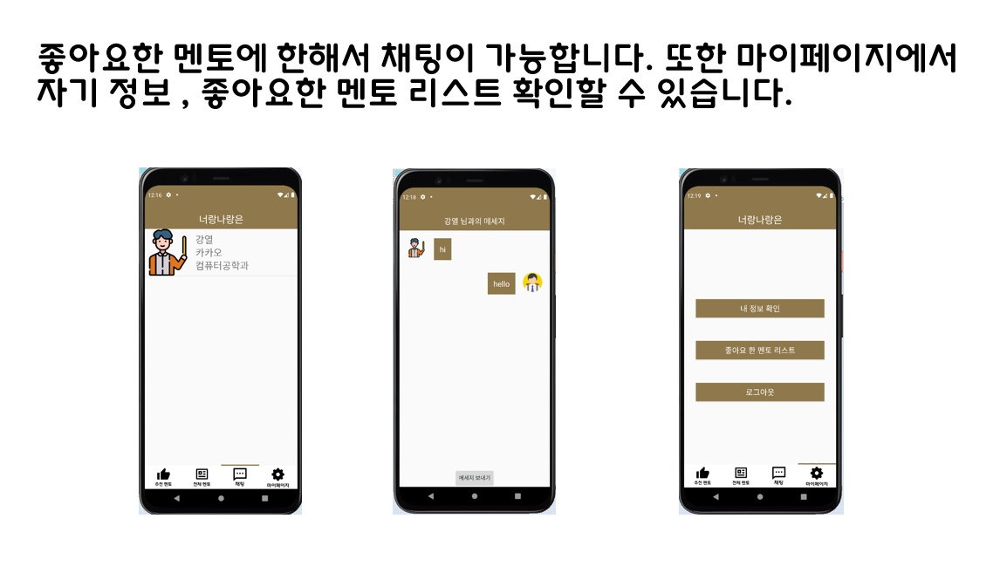 좋아요한 멘토에 한해서 채팅이 가능합니다. 또한 마이페이지에서
자기 정보 , 좋아요한 멘토 리스트 확인할 수 있습니다.
12:16
너랑나랑은
강열
카카오
컴퓨터공학과
추천 멘토
전체 멘토
채팅
마이페이지
12:18
강열 님과의 메세지
hi
hello
메세지 보내기
12:19
너랑나랑은
내 정보 확인
좋아요 한 멘토 리스트
로그아웃
추천 멘토
전체 멘토
채팅
마이페이지